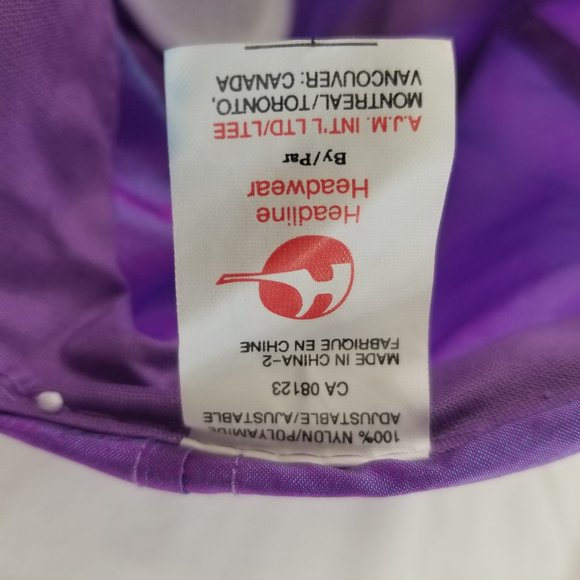 100% NYLON/POLYAMIDE
ADJUSTABLE/AJUSTABLE
CA 08123
MADE IN CHINA-2
FABRIQUE EN CHINE
H
Headline
Headwear
By/Par
A.J.M. INT'L LTD/LTEE
MONTREAL/TORONTO,
VANCOUVER: CANADA